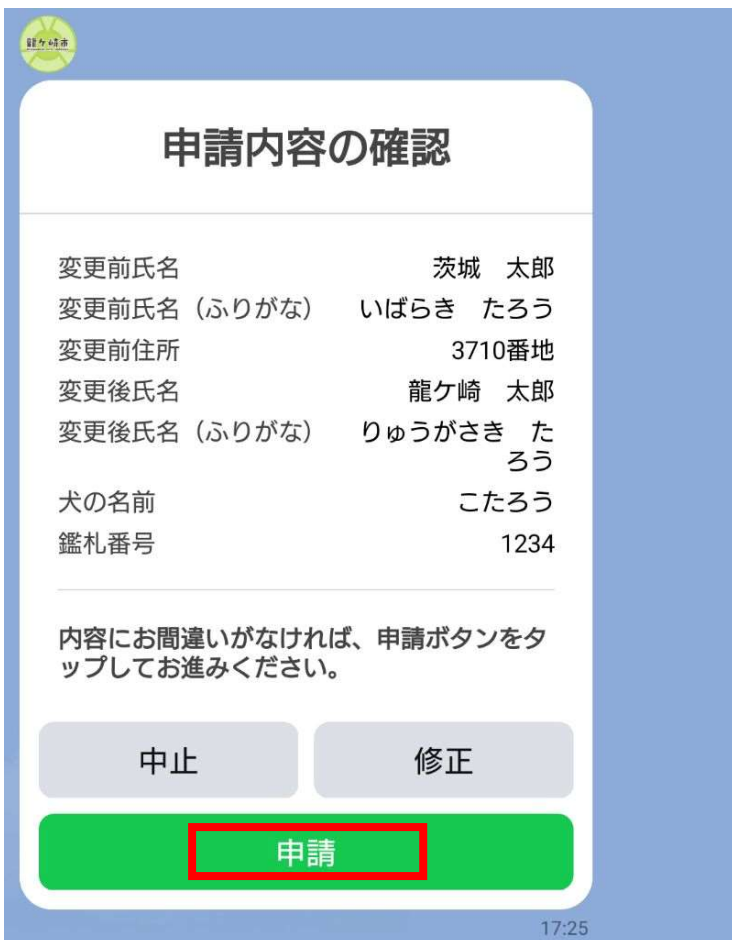 龍ケ崎市
申請内容の確認
変更前氏名 茨城 太郎
変更前氏名（ふりがな） いばらき たろう
変更前住所 3710番地
変更後氏名 龍ケ崎 太郎
変更後氏名（ふりがな） りゅうがさき た
ろう
犬の名前 こたろう
鑑札番号 1234
内容にお間違いがなければ、申請ボタンをタ
ップしてお進みください。
中止 修正
申請
17:25